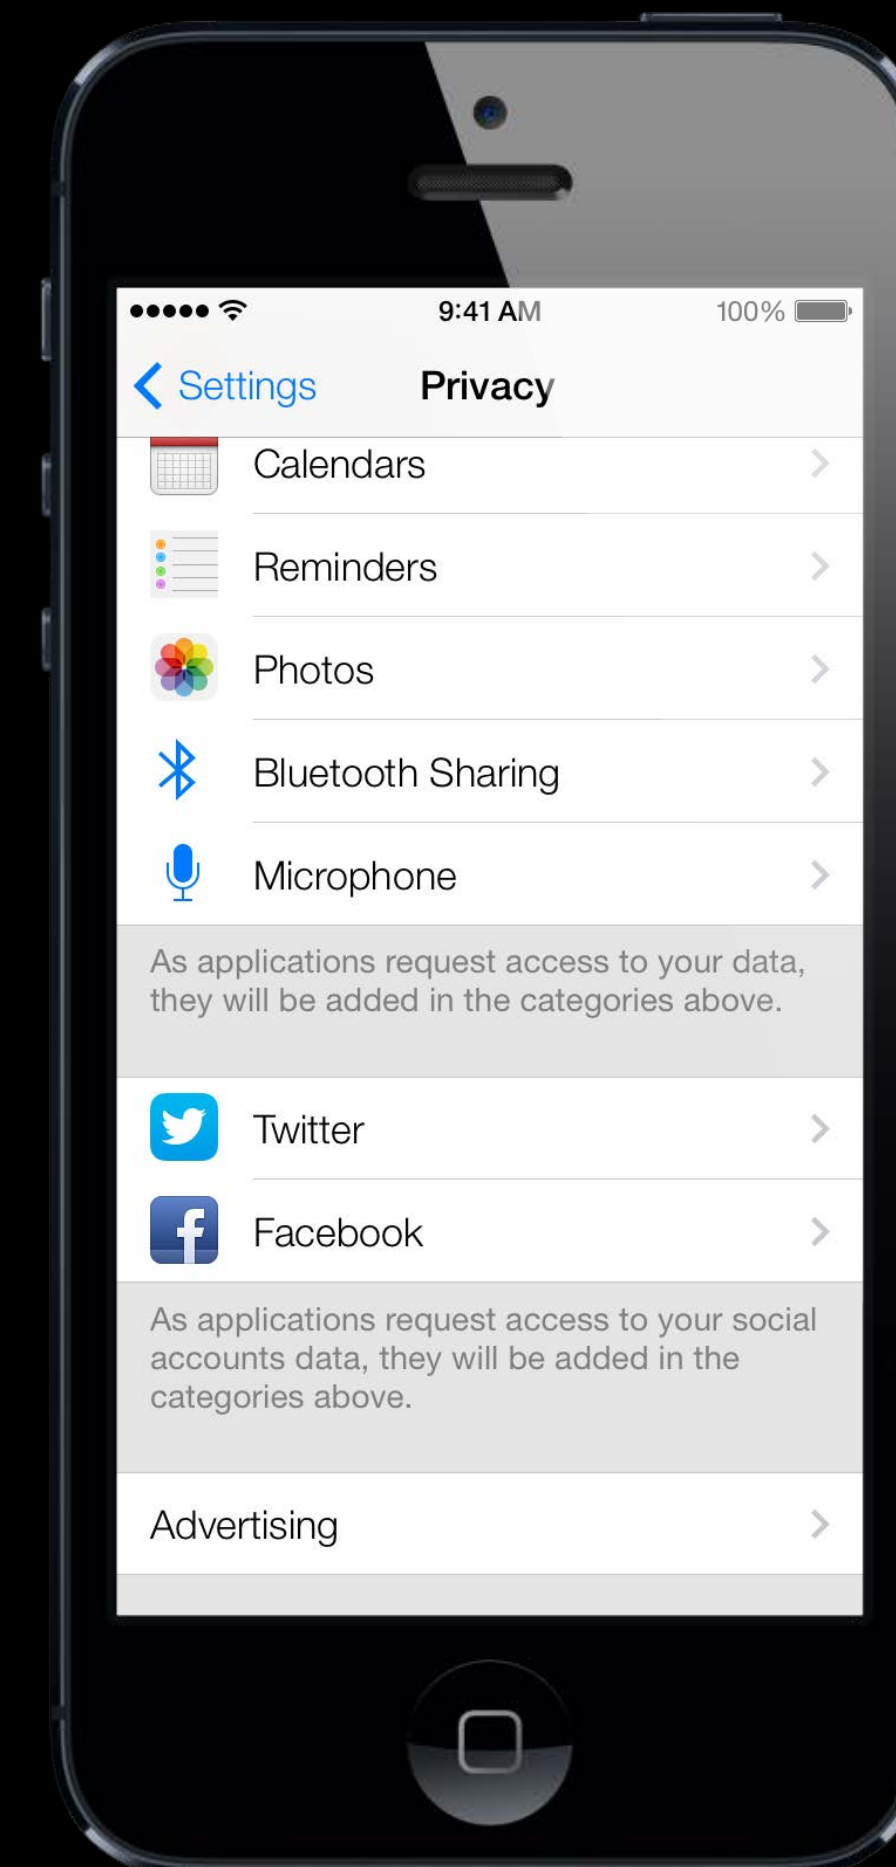 9:41 AM 100%
Settings Privacy
Calendars
Reminders
Photos
Bluetooth Sharing
Microphone
As applications request access to your data,
they will be added in the categories above.
Twitter
Facebook
As applications request access to your social
accounts data, they will be added in the
categories above.
Advertising